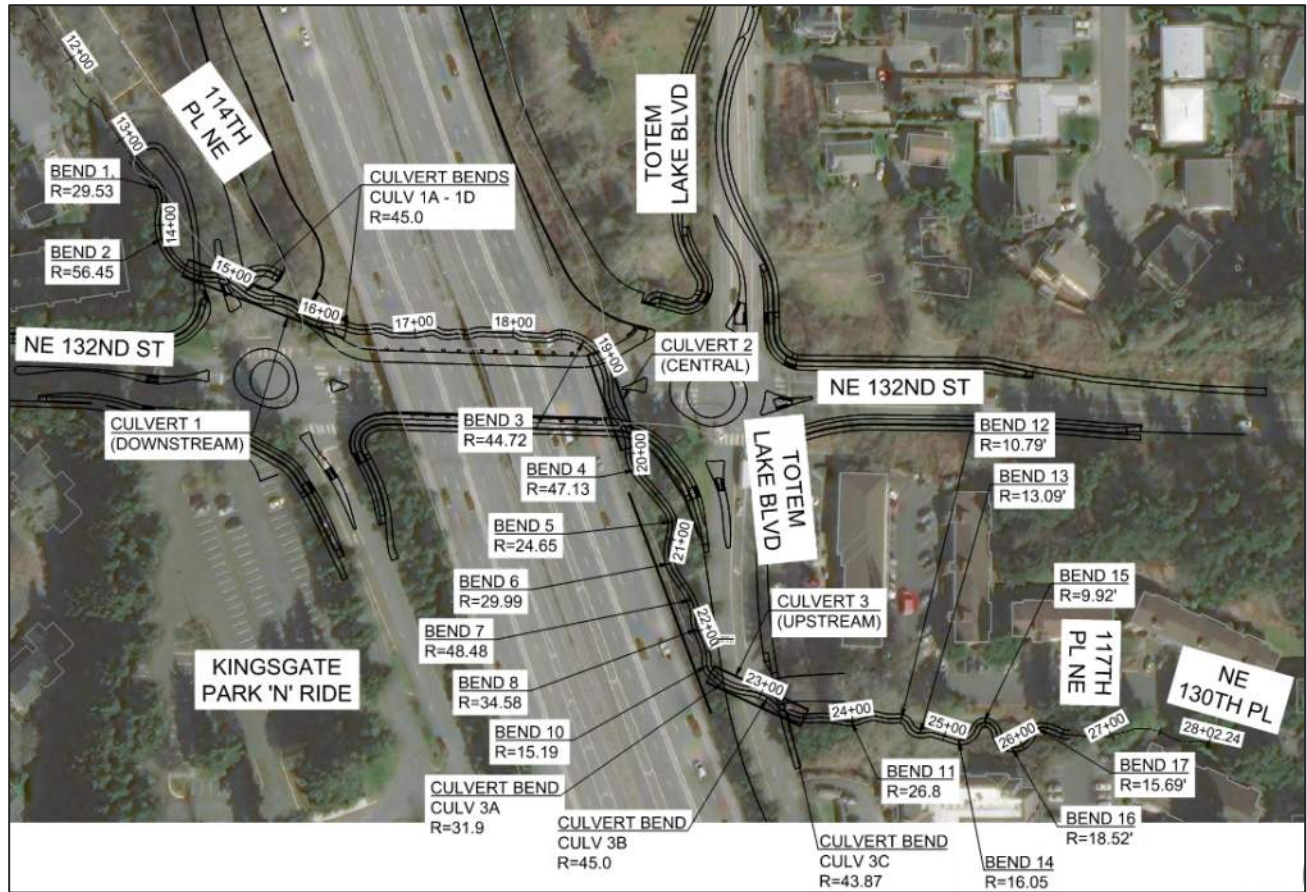 12+00
114TH
PL NE
13+00
BEND 1
R=29.53
14+00
BEND 2
R=56.45
CULVERT BENDS
CULV 1A - 1D
R=45.0
TOTEM
LAKE BLVD
15+00
16+00
17+00
18+00
19+00
NE 132ND ST
CULVERT 2
(CENTRAL)
NE 132ND ST
CULVERT 1
(DOWNSTREAM)
BEND 3
R=44.72
20+00
BEND 4
R=47.13
TOTEM
LAKE BLVD
BEND 12
R=10.79'
BEND 13
R=13.09'
BEND 5
R=24.65
21+00
BEND 6
R=29.99
BEND 7
R=48.48
22+00
CULVERT 3
(UPSTREAM)
BEND 15
R=9.92'
117TH
PL NE
NE
130TH PL
KINGSGATE
PARK 'N' RIDE
BEND 8
R=34.58
23+00
24+00
25+00
26+00
27+00
28+02.24
BEND 10
R=15.19
CULVERT BEND
CULV 3A
R=31.9
CULVERT BEND
CULV 3B
R=45.0
BEND 11
R=26.8
BEND 17
R=15.69'
BEND 16
R=18.52'
CULVERT BEND
CULV 3C
R=43.87
BEND 14
R=16.05